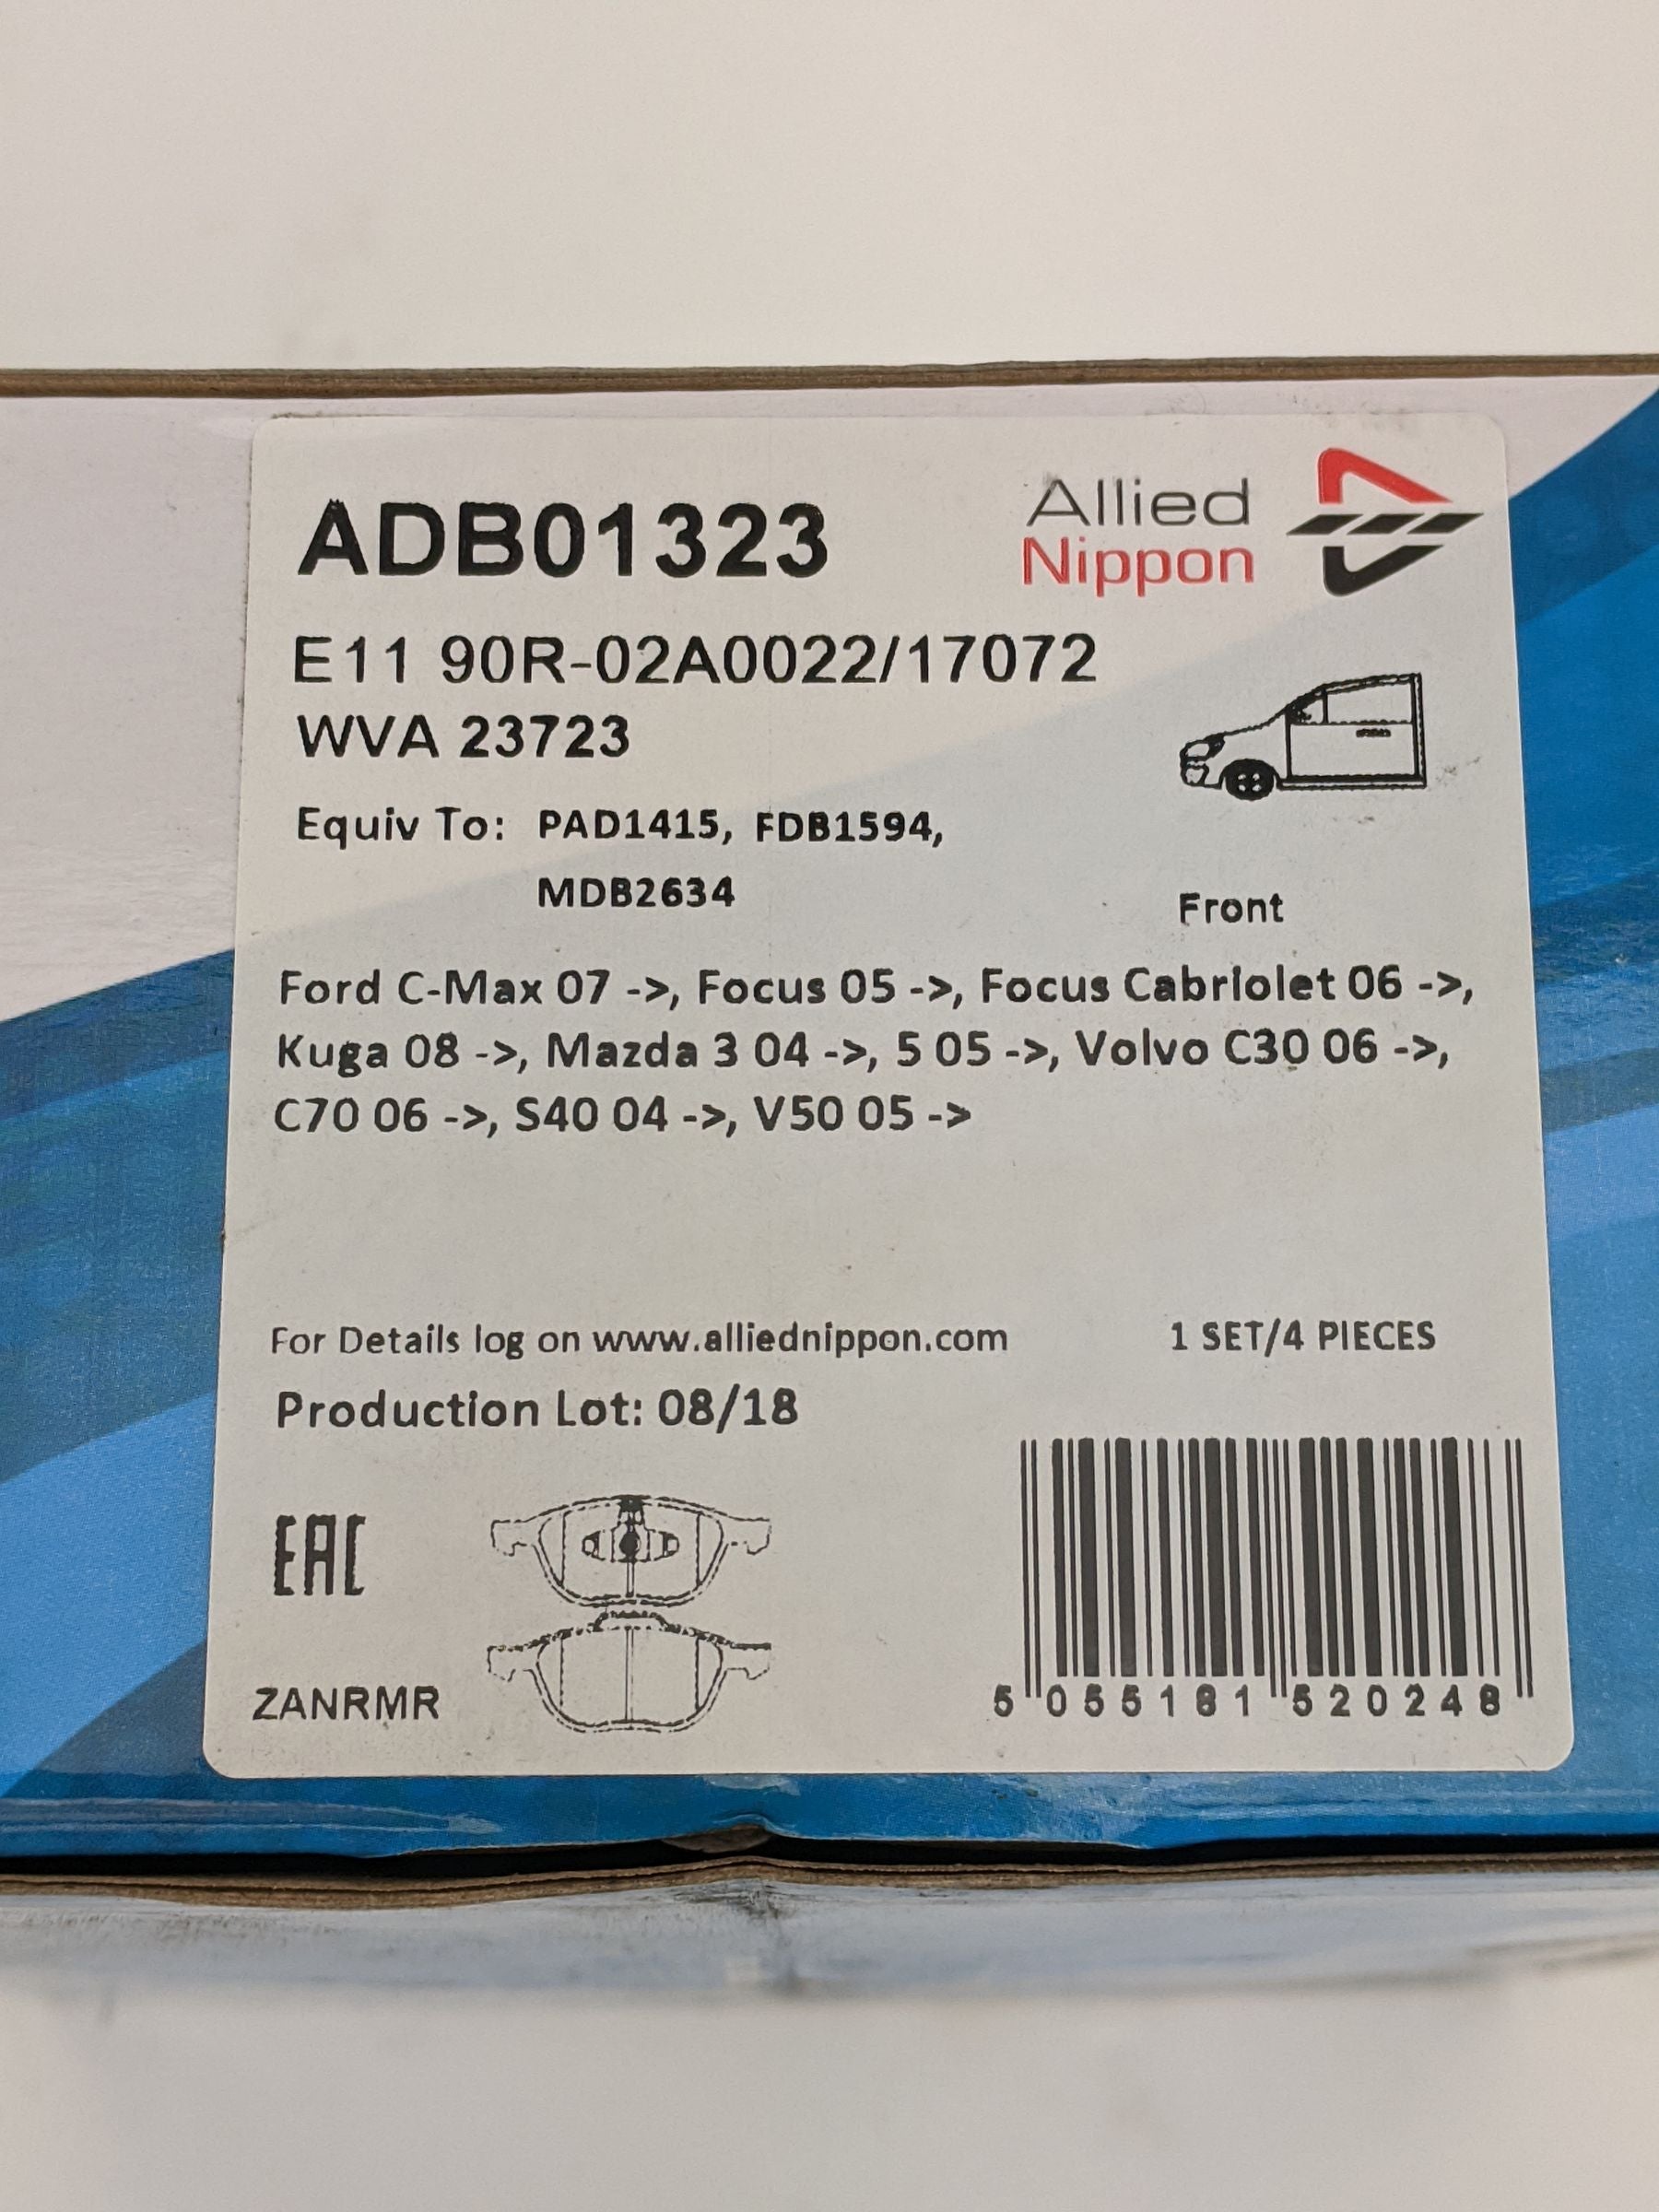 ADB01323
Allied
Nippon
E11 90R-02A0022/17072
WVA 23723
Equiv To: PAD1415, FDB1594,
MDB2634
Front
Ford C-Max 07 ->, Focus 05 ->, Focus Cabriolet 06 ->,
Kuga 08 ->, Mazda 3 04 ->, 5 05 ->, Volvo C30 06 ->,
C70 06 ->, S40 04 ->, V50 05 ->
For Details log on www.alliednippon.com
1 SET/4 PIECES
Production Lot: 08/18
EAC
ZANRMR
5 055181 520248